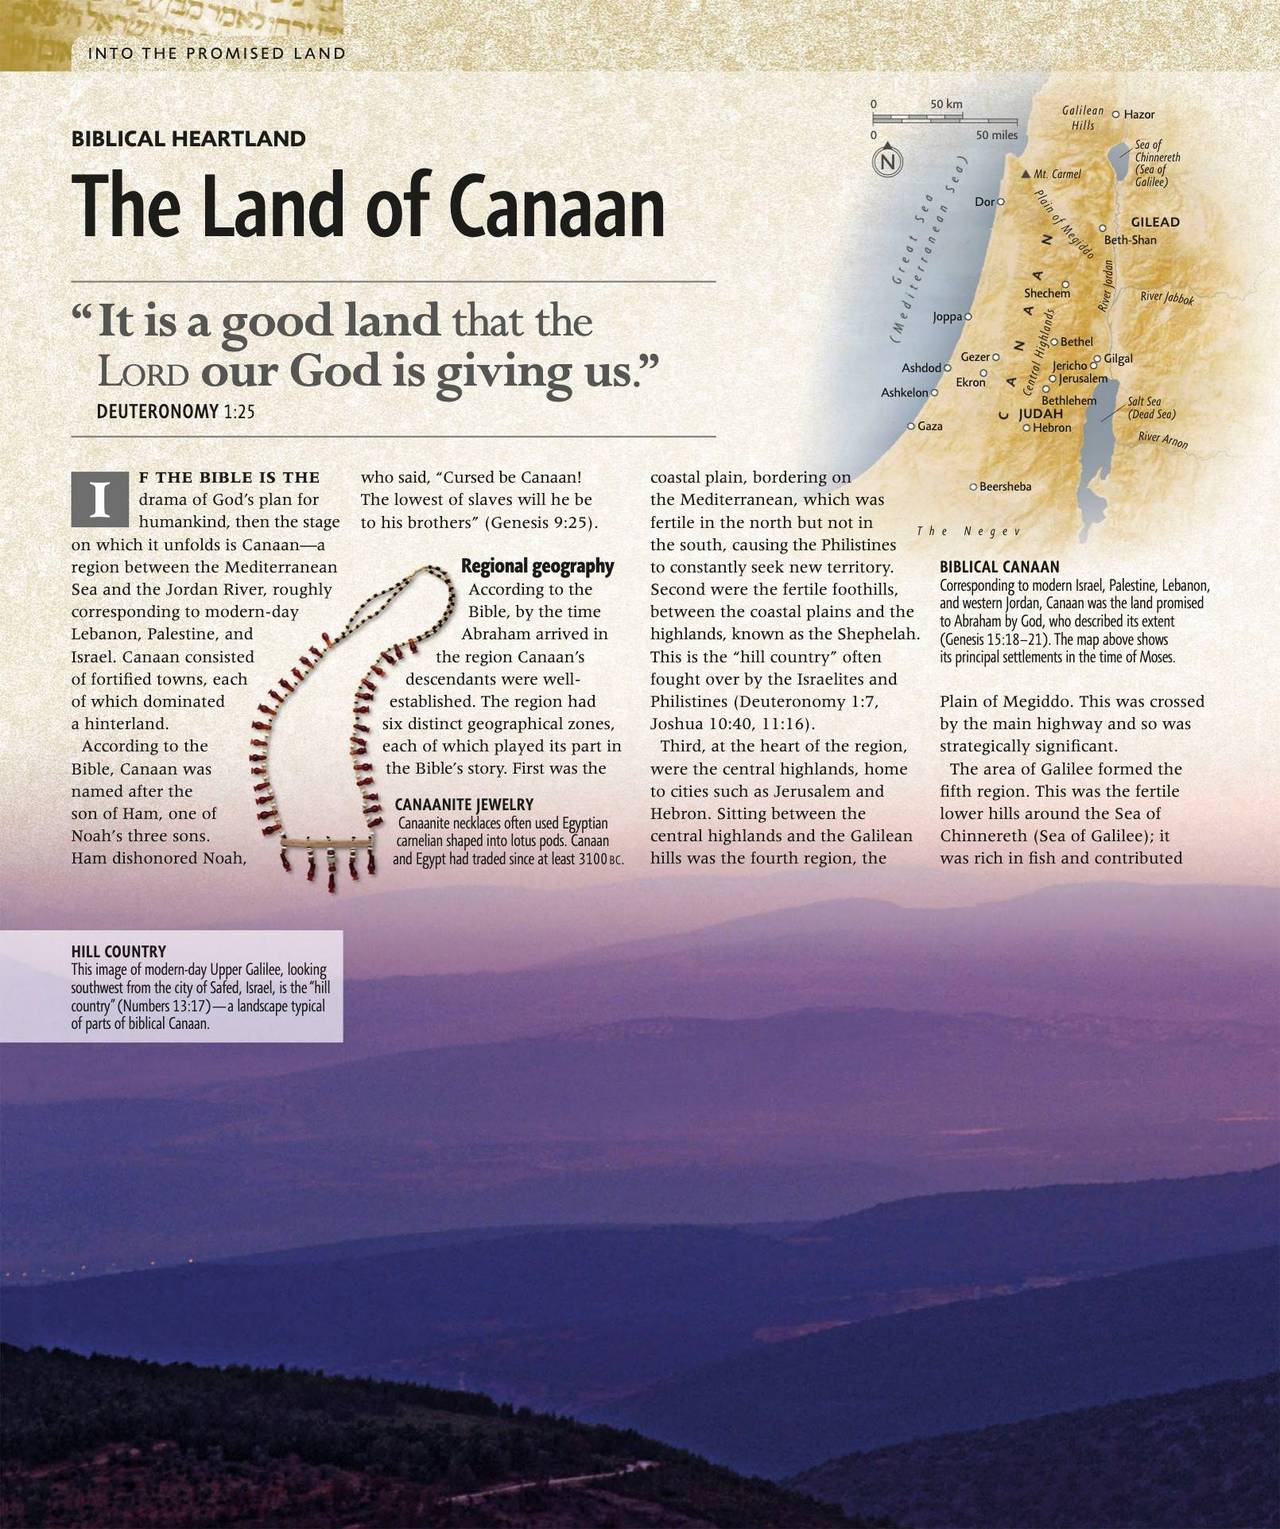 INTO THE PROMISED LAND
BIBLICAL HEARTLAND
The Land of Canaan
“It is a good land that the
LORD our God is giving us.”
DEUTERONOMY 1:25
IF THE BIBLE IS THE
drama of God’s plan for
humankind, then the stage
on which it unfolds is Canaan—a
region between the Mediterranean
Sea and the Jordan River, roughly
corresponding to modern-day
Lebanon, Palestine, and
Israel. Canaan consisted
of fortified towns, each
of which dominated
a hinterland.
According to the
Bible, Canaan was
named after the
son of Ham, one of
Noah’s three sons.
Ham dishonored Noah,
who said, “Cursed be Canaan!
The lowest of slaves will he be
to his brothers” (Genesis 9:25).
Regional geography
According to the
Bible, by the time
Abraham arrived in
the region Canaan’s
descendants were well-
established. The region had
six distinct geographical zones,
each of which played its part in
the Bible’s story. First was the
CANAANITE JEWELRY
Canaanite necklaces often used Egyptian
carnelian shaped into lotus pods. Canaan
and Egypt had traded since at least 3100 BC.
coastal plain, bordering on
the Mediterranean, which was
fertile in the north but not in
the south, causing the Philistines
to constantly seek new territory.
Second were the fertile foothills,
between the coastal plains and the
highlands, known as the Shephelah.
This is the “hill country” often
fought over by the Israelites and
Philistines (Deuteronomy 1:7,
Joshua 10:40, 11:16).
Third, at the heart of the region,
were the central highlands, home
to cities such as Jerusalem and
Hebron. Sitting between the
central highlands and the Galilean
hills was the fourth region, the
0 50 km
0 50 miles
N
Galilean
Hills
Hazor
Sea of
Chinnereth
(Sea of
Galilee)
Mt. Carmel
Great Sea
(Mediterranean Sea)
Dor
Plain of Megiddo
GILEAD
Beth-Shan
CANAAN
Shechem
River Jordan
River Jabbok
Joppa
Central Highlands
Bethel
Gezer
Jericho
Gilgal
Ashdod
Ekron
Jerusalem
Ashkelon
Bethlehem
Salt Sea
(Dead Sea)
JUDAH
Gaza
Hebron
River Arnon
Beersheba
The Negev
BIBLICAL CANAAN
Corresponding to modern Israel, Palestine, Lebanon,
and western Jordan, Canaan was the land promised
to Abraham by God, who described its extent
(Genesis 15:18–21). The map above shows
its principal settlements in the time of Moses.
Plain of Megiddo. This was crossed
by the main highway and so was
strategically significant.
The area of Galilee formed the
fifth region. This was the fertile
lower hills around the Sea of
Chinnereth (Sea of Galilee); it
was rich in fish and contributed
HILL COUNTRY
This image of modern-day Upper Galilee, looking
southwest from the city of Safed, Israel, is the “hill
country” (Numbers 13:17)—a landscape typical
of parts of biblical Canaan.